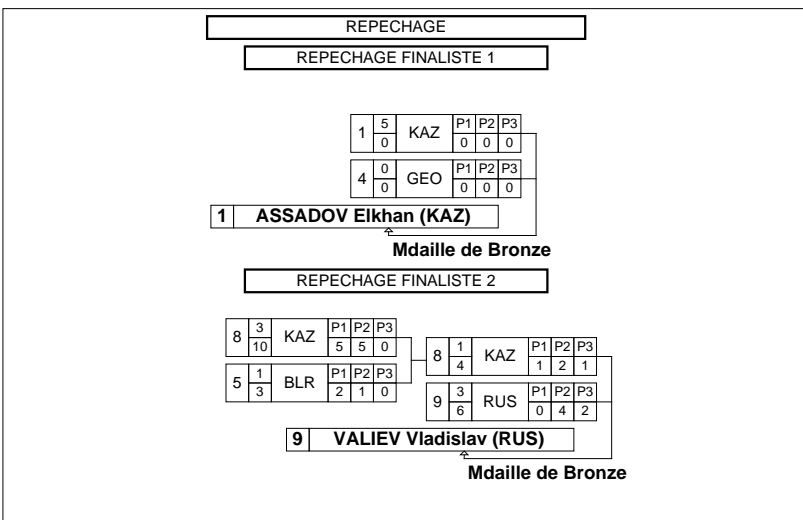 REPECHAGE
REPECHAGE FINALISTE 1
1 5 KAZ P1 P2 P3
0 0 0 0
4 0 GEO P1 P2 P3
0 0 0 0
1 ASSADOV Elkhan (KAZ)
Mdaille de Bronze
REPECHAGE FINALISTE 2
8 3 KAZ P1 P2 P3
10 5 5 0
5 1 BLR P1 P2 P3
3 2 1 0
8 1 KAZ P1 P2 P3
4 1 2 1
9 3 RUS P1 P2 P3
6 0 4 2
9 VALIEV Vladislav (RUS)
Mdaille de Bronze